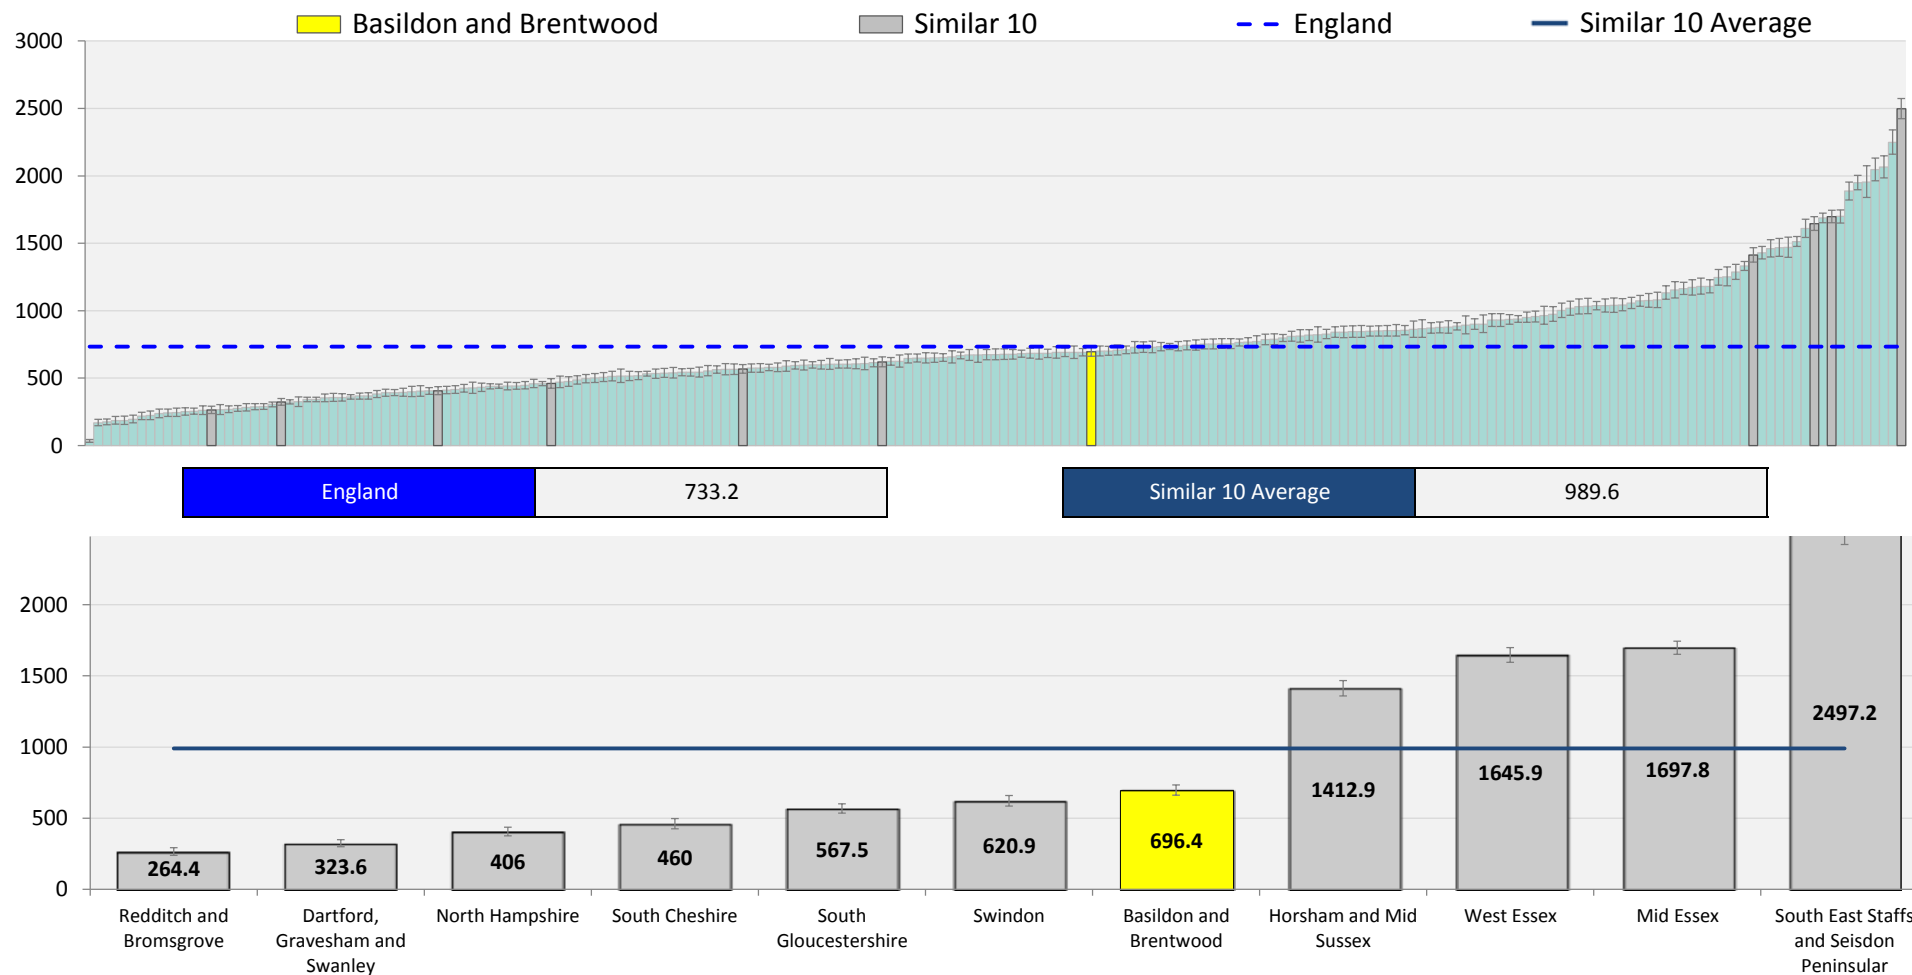 Basildon and Brentwood Similar 10 England Similar 10 Average
3000
2500
2000
1500
1000
500
0
England 733.2 Similar 10 Average 989.6
2000
1500
1000
500
0
264.4 323.6 406 460 567.5 620.9 696.4 1412.9 1645.9 1697.8 2497.2
Redditch and
Bromsgrove
Dartford,
Gravesham and
Swanley
North Hampshire
South Cheshire
South
Gloucestershire
Swindon
Basildon and
Brentwood
Horsham and Mid
Sussex
West Essex
Mid Essex
South East Staffs
and Seisdon
Peninsular